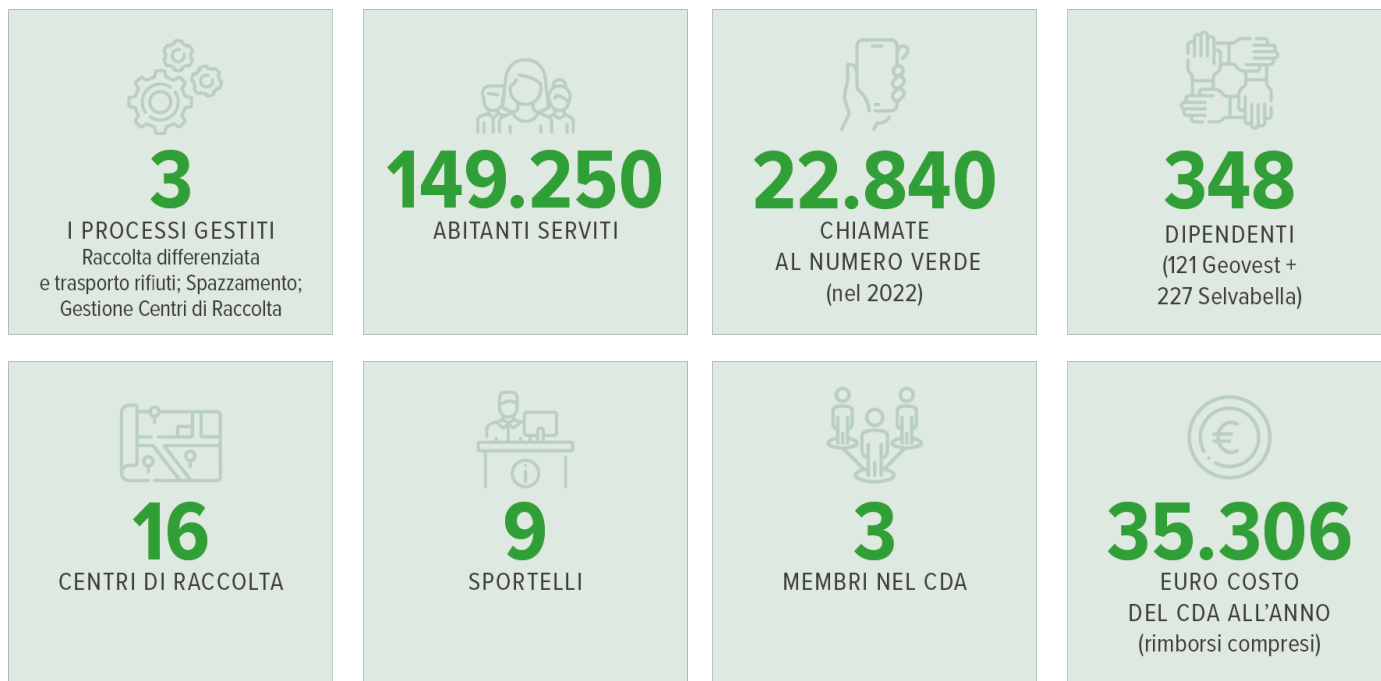 3
I PROCESSI GESTITI
Raccolta differenziata
e trasporto rifiuti; Spazzamento;
Gestione Centri di Raccolta
149.250
ABITANTI SERVITI
22.840
CHIAMATE
AL NUMERO VERDE
(nel 2022)
348
DIPENDENTI
(121 Geovest +
227 Selvabella)
16
CENTRI DI RACCOLTA
9
SPORTELLI
3
MEMBRI NEL CDA
35.306
EURO COSTO
DEL CDA ALL’ANNO
(rimborsi compresi)